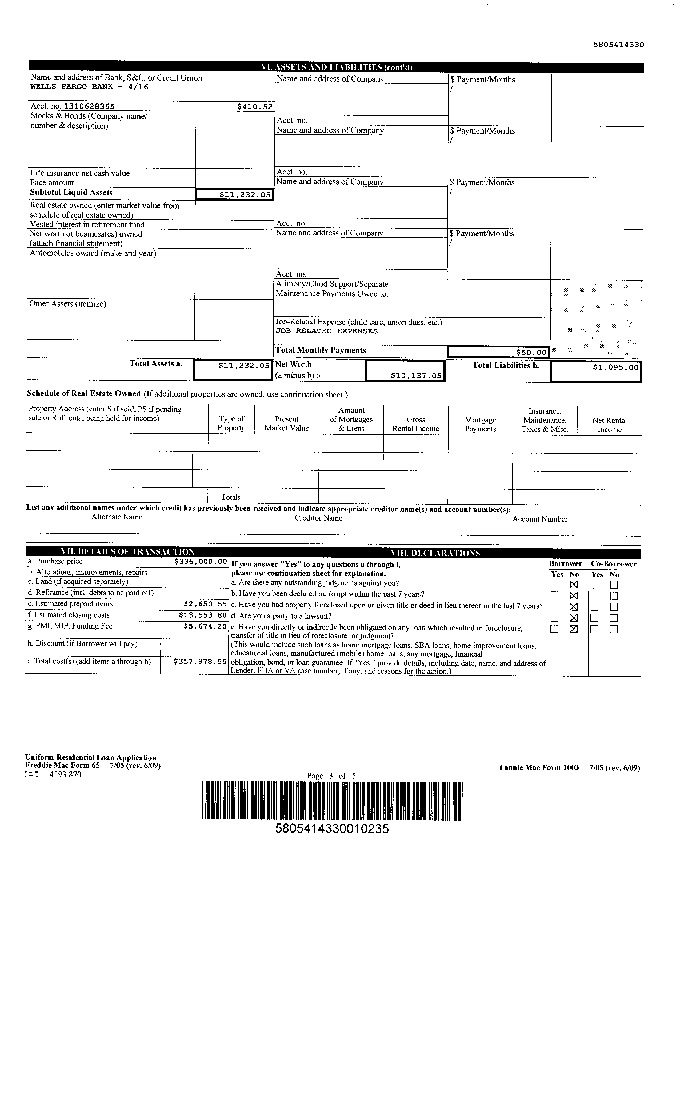 5805414330
VI. ASSETS AND LIABILITIES (cont'd)
Name and address of Bank, S&L, or Credit Union
WELLS FARGO BANK - 4/16
Name and address of Company
$ Payment/Months
/
Acct. no. 1310628355
$410.52
Stocks & Bonds (Company name/
number & description)
Acct. no.
Name and address of Company
$ Payment/Months
/
Life insurance net cash value
Face amount
Acct. no.
Name and address of Company
$ Payment/Months
/
Subtotal Liquid Assets
$11,232.05
Real estate owned (enter market value from
schedule of real estate owned)
Vested interest in retirement fund
Acct. no.
Net worth of business(es) owned
(attach financial statement)
Name and address of Company
$ Payment/Months
/
Automobiles owned (make and year)
Acct. no.
Alimony/Child Support/Separate
Maintenance Payments Owed to:
Other Assets (itemize)
Job-Related Expense (child care, union dues, etc.)
JOB RELATED EXPENSES
Total Monthly Payments
$50.00
Total Assets a.
$11,232.05
Net Worth
(a minus b)
$10,137.05
Total Liabilities b.
$1,095.00
Schedule of Real Estate Owned (If additional properties are owned, use continuation sheet.)
Property Address (enter S if sold, PS if pending
sale or R if rental being held for income)
Type of
Property
Present
Market Value
Amount
of Mortgages
& Liens
Gross
Rental Income
Mortgage
Payments
Insurance,
Maintenance,
Taxes & Misc.
Net Rental
Income
Totals
List any additional names under which credit has previously been received and indicate appropriate creditor name(s) and account number(s):
Alternate Name
Creditor Name
Account Number
VII. DETAILS OF TRANSACTION
VIII. DECLARATIONS
a. Purchase price
b. Alterations, improvements, repairs
c. Land (if acquired separately)
d. Refinance (incl. debts to be paid off)
e. Estimated prepaid items
f. Estimated closing costs
g. PMI, MIP, Funding Fee
$5,674.20
h. Discount (if Borrower will pay)
i. Total costs (add items a through h)
If you answer "Yes" to any questions a through i,
please use continuation sheet for explanation.
Borrower
Co-Borrower
Yes No
Yes No
a. Are there any outstanding judgments against you?
b. Have you been declared bankrupt within the past 7 years?
c. Have you had property foreclosed upon or given title or deed in lieu thereof in the last 7 years?
d. Are you a party to a lawsuit?
e. Have you directly or indirectly been obligated on any loan which resulted in foreclosure,
transfer of title in lieu of foreclosure, or judgment?
(This would include such loans as home mortgage loans, SBA loans, home improvement loans,
educational loans, manufactured (mobile) home loans, any mortgage, financial
obligation, bond, or loan guarantee. If "Yes," provide details, including date, name, and address of
Lender, FHA or VA case number, if any, and reasons for the action.)
Uniform Residential Loan Application
Freddie Mac Form 65 7/05 (rev. 6/09)
Page 3 of 5
Fannie Mae Form 1003 7/05 (rev. 6/09)
5805414330010235